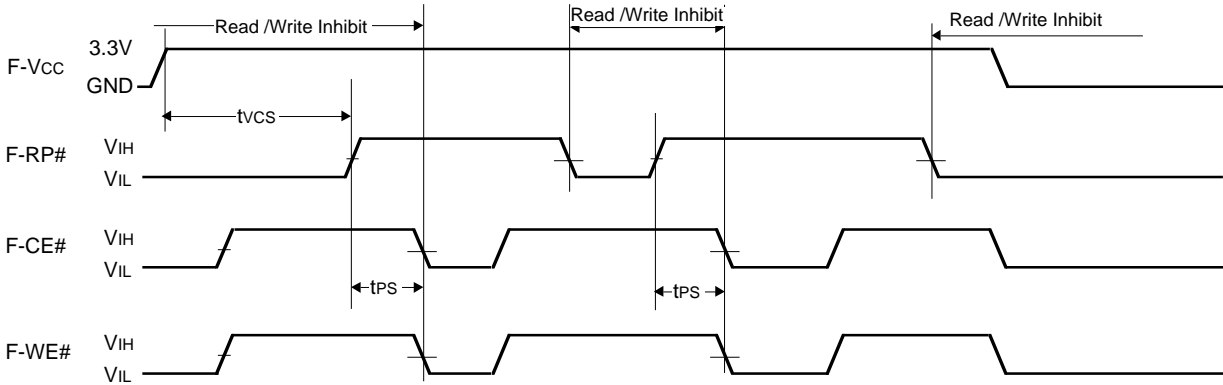 Read /Write Inhibit
Read /Write Inhibit
Read /Write Inhibit
F-VCC
3.3V
GND
tVCS
F-RP#
VIH
VIL
F-CE#
VIH
VIL
tPS
tPS
F-WE#
VIH
VIL